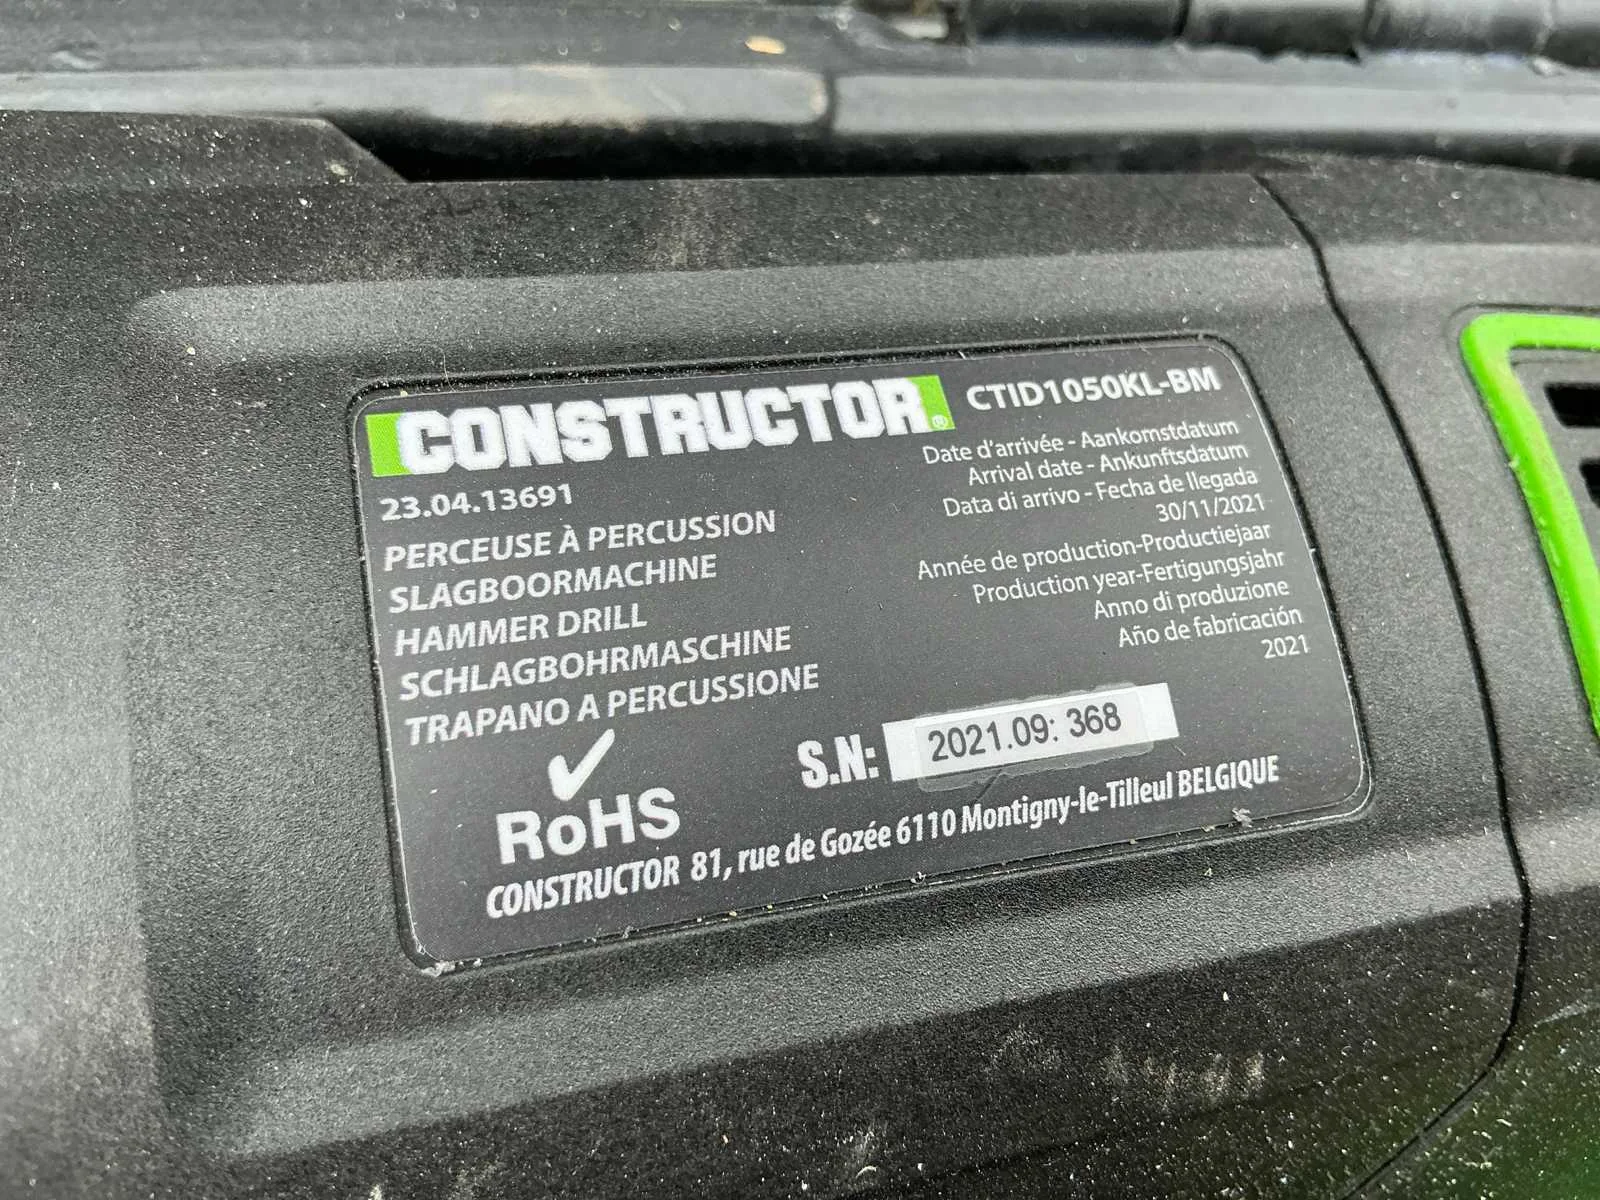 CONSTRUCTOR®
CTID1050KL-BM
23.04.13691
PERCEUSE À PERCUSSION
SLAGBOORMACHINE
HAMMER DRILL
SCHLAGBOHRMASCHINE
TRAPANO A PERCUSSIONE
Date d'arrivée - Aankomstdatum
Arrival date - Ankunftsdatum
Data di arrivo - Fecha de llegada
30/11/2021
Année de production-Productiejaar
Production year-Fertigungsjahr
Anno di produzione
Año de fabricación
2021
S.N: 2021.09: 368
RoHS
CONSTRUCTOR 81, rue de Gozée 6110 Montigny-le-Tilleul BELGIQUE